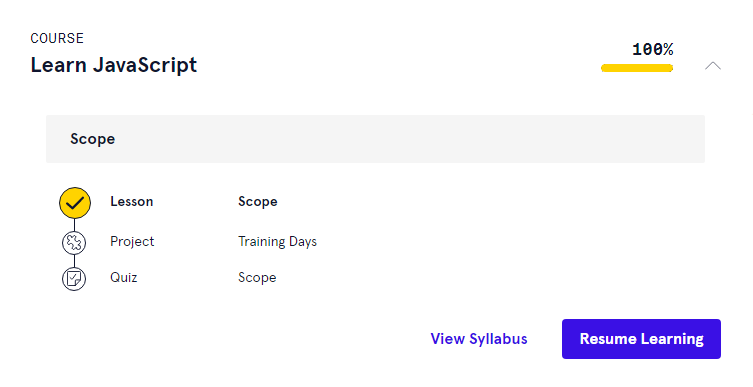 COURSE
Learn JavaScript
100%
Scope
Lesson Scope
Project Training Days
Quiz Scope
View Syllabus Resume Learning